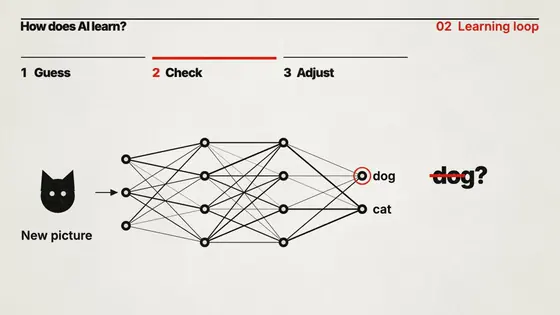 How does AI learn?
02 Learning loop
1 Guess
2 Check
3 Adjust
dog
dog?
cat
New picture